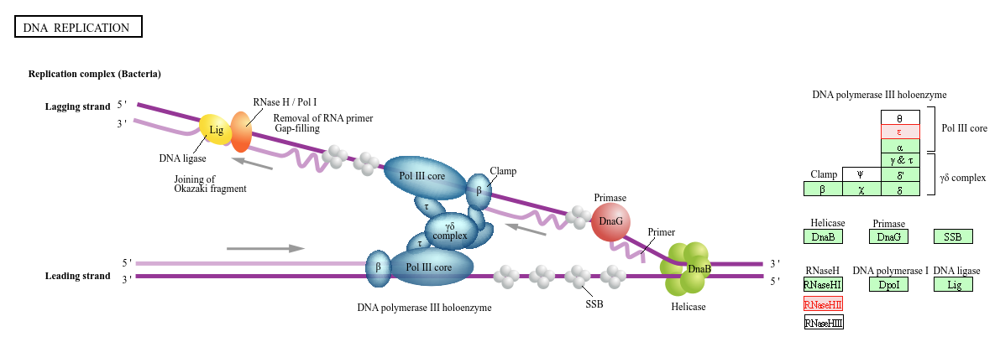 DNA REPLICATION
Replication complex (Bacteria)
Lagging strand
5'
3'
Lig
DNA ligase
RNase H / Pol I
Removal of RNA primer
Gap-filling
Joining of
Okazaki fragment
Pol III core
Clamp
β
τ
γδ
complex
τ
Primase
DnaG
Primer
DnaB
Helicase
3'
5'
Leading strand
5'
3'
β
Pol III core
SSB
DNA polymerase III holoenzyme
DNA polymerase III holoenzyme
θ
ε
α
γ & τ
Pol III core
Clamp
ψ
δ'
β
χ
δ
γδ complex
Helicase
DnaB
Primase
DnaG
SSB
RNaseH
RNaseHI
RNaseHII
RNaseHIII
DNA polymerase I
DpoI
DNA ligase
Lig